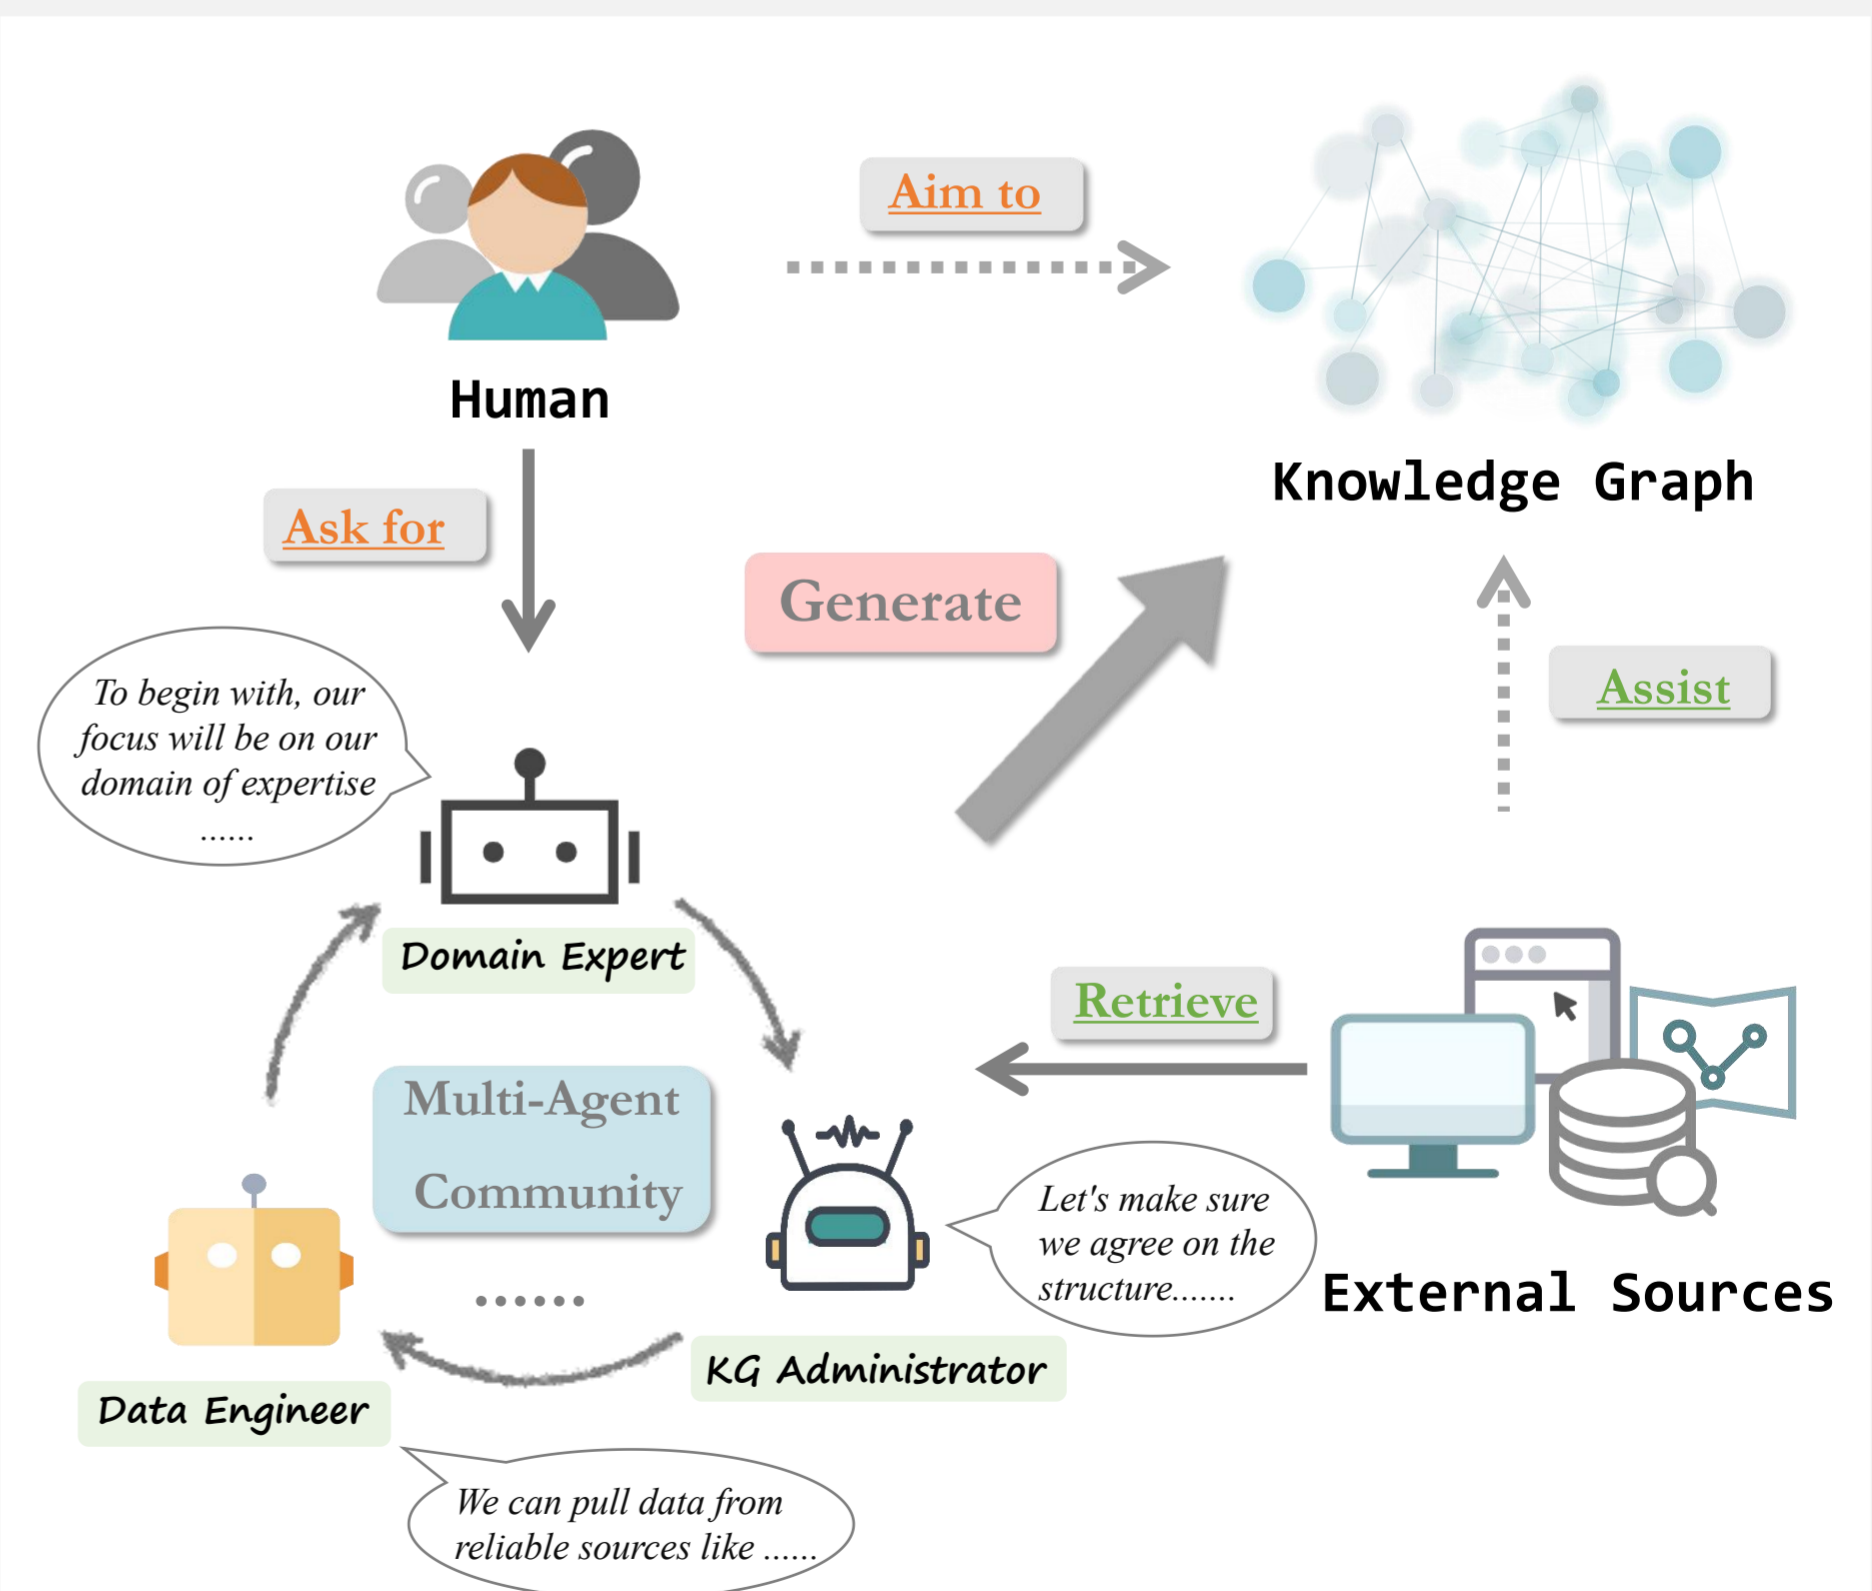 Aim to
Human
Knowledge Graph
Ask for
Generate
To begin with, our
focus will be on our
domain of expertise
......
Assist
Domain Expert
Retrieve
Multi-Agent
Community
......
Let's make sure
we agree on the
structure.......
External Sources
KG Administrator
Data Engineer
We can pull data from
reliable sources like ......